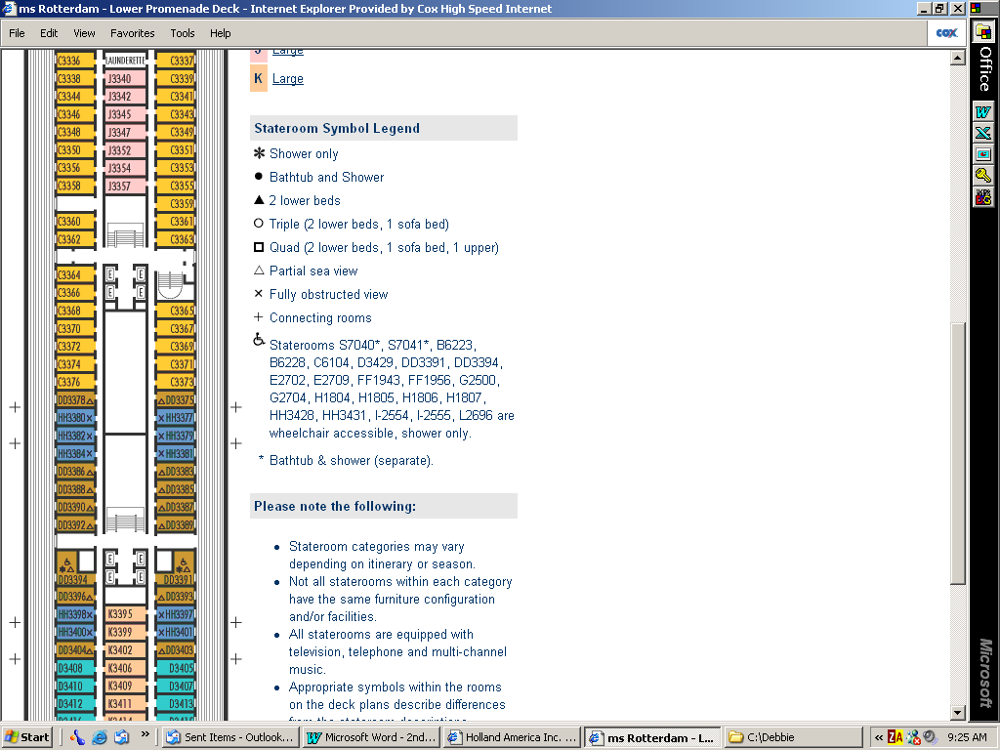 ms Rotterdam - Lower Promenade Deck - Internet Explorer Provided by Cox High Speed Internet
File Edit View Favorites Tools Help
COX
Office
Microsoft
C3336 LAUNDERETTE C3337
C3338 J3340 C3339
C3344 J3342 C3341
C3346 J3345 C3343
C3348 J3347 C3349
C3350 J3352 C3351
C3356 J3354 C3353
C3358 J3357 C3355
C3359
C3360 C3361
C3362 C3363
C3364 E E
C3366 E E
C3368 C3365
C3370 C3367
C3372 C3369
C3374 C3371
C3376 C3373
DD3378△ △DD3375
HH3380× ×HH3377
HH3382× ×HH3379
HH3384× ×HH3381
DD3386△ △DD3383
DD3388△ △DD3385
DD3390△ △DD3387
DD3392△ △DD3389
E E
DD3394 E E DD3391
DD3396△ △DD3393
HH3398× K3395 ×HH3397
HH3400× K3399 ×HH3401
DD3404△ K3402 △DD3403
D3408 K3406 D3405
D3410 K3409 D3407
D3412 K3411 D3413
J Large
K Large
Stateroom Symbol Legend
✻ Shower only
● Bathtub and Shower
▲ 2 lower beds
○ Triple (2 lower beds, 1 sofa bed)
□ Quad (2 lower beds, 1 sofa bed, 1 upper)
△ Partial sea view
× Fully obstructed view
+ Connecting rooms
♿ Staterooms S7040*, S7041*, B6223,
B6228, C6104, D3429, DD3391, DD3394,
E2702, E2709, FF1943, FF1956, G2500,
G2704, H1804, H1805, H1806, H1807,
HH3428, HH3431, I-2554, I-2555, L2696 are
wheelchair accessible, shower only.
* Bathtub & shower (separate).
Please note the following:
• Stateroom categories may vary
depending on itinerary or season.
• Not all staterooms within each category
have the same furniture configuration
and/or facilities.
• All staterooms are equipped with
television, telephone and multi-channel
music.
• Appropriate symbols within the rooms
on the deck plans describe differences
from the stateroom descriptions.
Start » Sent Items - Outlook... Microsoft Word - 2nd... Holland America Inc. ... ms Rotterdam - L... C:\Debbie « ZA 9:25 AM